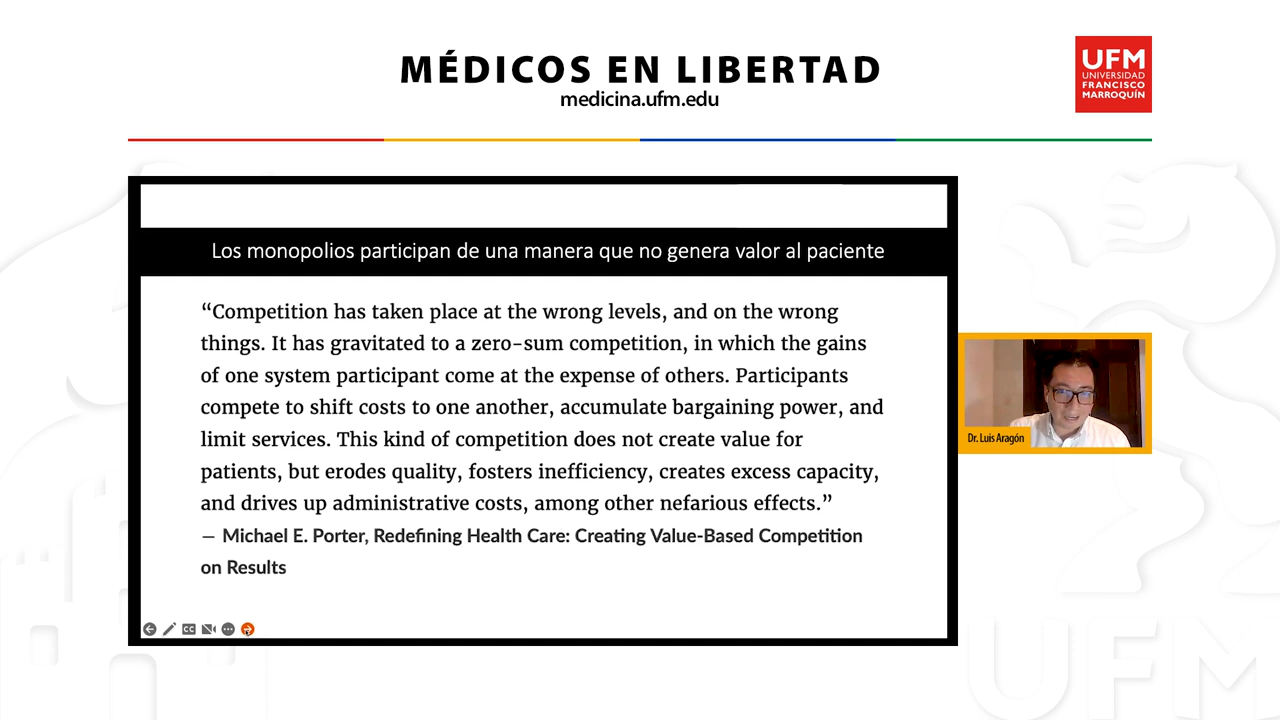 MÉDICOS EN LIBERTAD
medicina.ufm.edu
UFM
UNIVERSIDAD
FRANCISCO
MARROQUÍN
Los monopolios participan de una manera que no genera valor al paciente
“Competition has taken place at the wrong levels, and on the wrong
things. It has gravitated to a zero-sum competition, in which the gains
of one system participant come at the expense of others. Participants
compete to shift costs to one another, accumulate bargaining power, and
limit services. This kind of competition does not create value for
patients, but erodes quality, fosters inefficiency, creates excess capacity,
and drives up administrative costs, among other nefarious effects.”
― Michael E. Porter, Redefining Health Care: Creating Value-Based Competition
on Results
CC
Dr. Luis Aragón
UFM